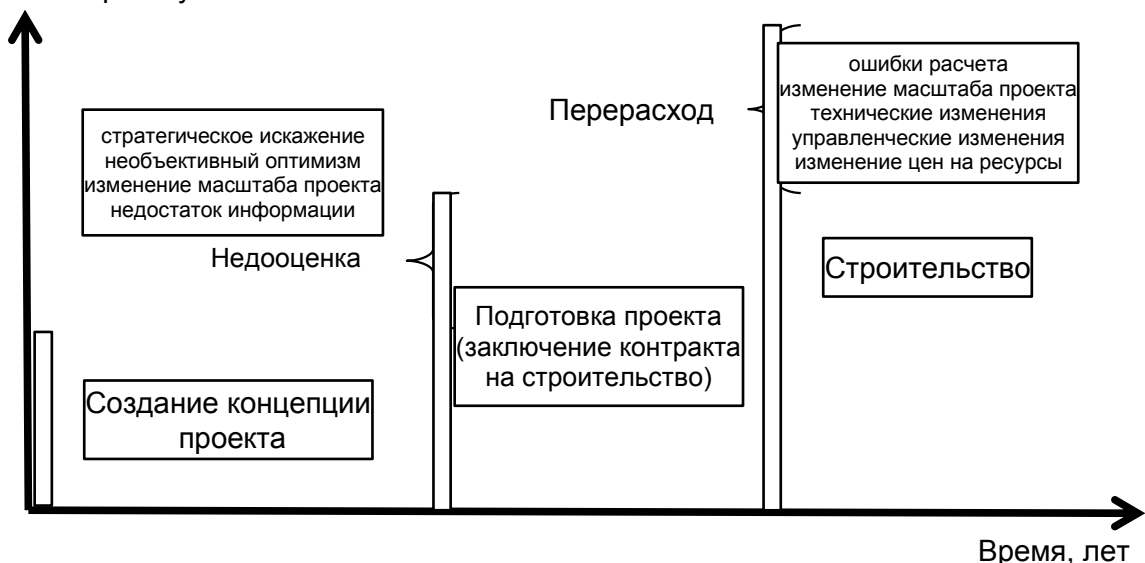 ошибки расчета
изменение масштаба проекта
технические изменения
управленческие изменения
изменение цен на ресурсы
Перерасход
стратегическое искажение
необъективный оптимизм
изменение масштаба проекта
недостаток информации
Недооценка
Строительство
Подготовка проекта
(заключение контракта
на строительство)
Создание концепции
проекта
Время, лет